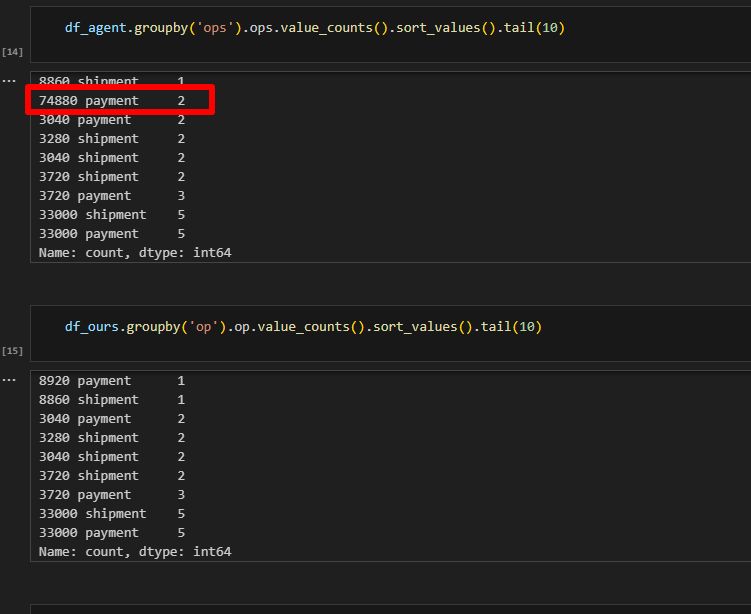 df_agent.groupby('ops').ops.value_counts().sort_values().tail(10)
[14]
... 8860 shipment 1
74880 payment 2
3040 payment 2
3280 shipment 2
3040 shipment 2
3720 shipment 2
3720 payment 3
33000 shipment 5
33000 payment 5
Name: count, dtype: int64
df_ours.groupby('op').op.value_counts().sort_values().tail(10)
[15]
... 8920 payment 1
8860 shipment 1
3040 payment 2
3280 shipment 2
3040 shipment 2
3720 shipment 2
3720 payment 3
33000 shipment 5
33000 payment 5
Name: count, dtype: int64